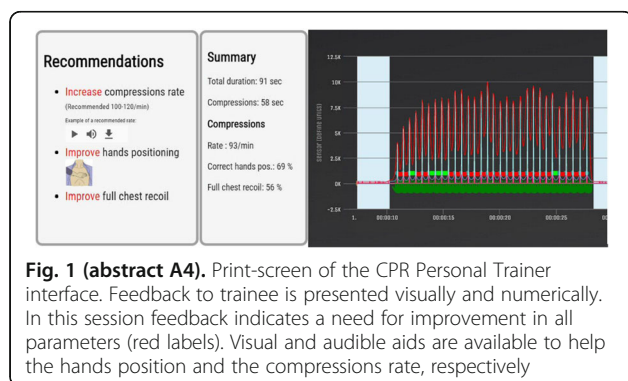 Recommendations
• Increase compressions rate
(Recommended 100-120/min)
Example of a recommended rate:
• Improve hands positioning
• Improve full chest recoil
Summary
Total duration: 91 sec
Compressions: 58 sec
Compressions
Rate : 93/min
Correct hands pos.: 69 %
Full chest recoil: 56 %
12.5K
10K
7.5K
5K
2.5K
0K
-2.5K
1.
00:00:10
00:00:15
00:00:20
00:00:25
00
Fig. 1 (abstract A4). Print-screen of the CPR Personal Trainer
interface. Feedback to trainee is presented visually and numerically.
In this session feedback indicates a need for improvement in all
parameters (red labels). Visual and audible aids are available to help
the hands position and the compressions rate, respectively